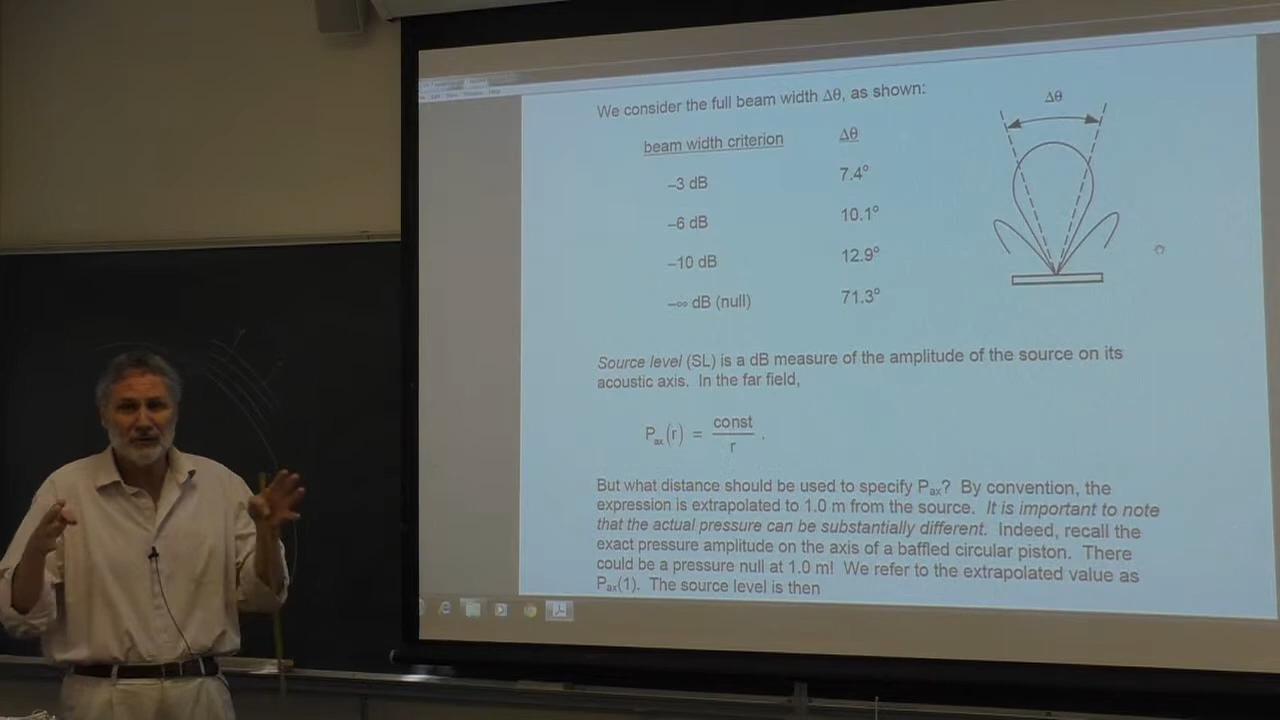 We consider the full beam width Δθ, as shown:
beam width criterion Δθ
–3 dB 7.4°
–6 dB 10.1°
–10 dB 12.9°
–∞ dB (null) 71.3°
Δθ
Source level (SL) is a dB measure of the amplitude of the source on its
acoustic axis. In the far field,
Pₐₓ(r) = const / r .
But what distance should be used to specify Pₐₓ? By convention, the
expression is extrapolated to 1.0 m from the source. It is important to note
that the actual pressure can be substantially different. Indeed, recall the
exact pressure amplitude on the axis of a baffled circular piston. There
could be a pressure null at 1.0 m! We refer to the extrapolated value as
Pₐₓ(1). The source level is then